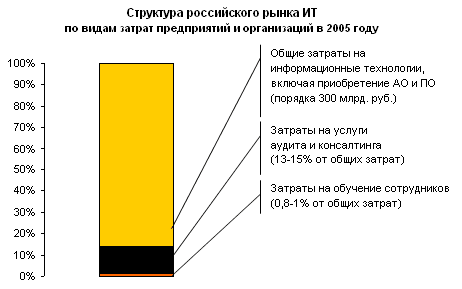 Структура российского рынка ИТ
по видам затрат предприятий и организаций в 2005 году
100%
90%
80%
70%
60%
50%
40%
30%
20%
10%
0%
Общие затраты на
информационные технологии,
включая приобретение АО и ПО
(порядка 300 млрд. руб.)
Затраты на услуги
аудита и консалтинга
(13-15% от общих затрат)
Затраты на обучение сотрудников
(0,8-1% от общих затрат)